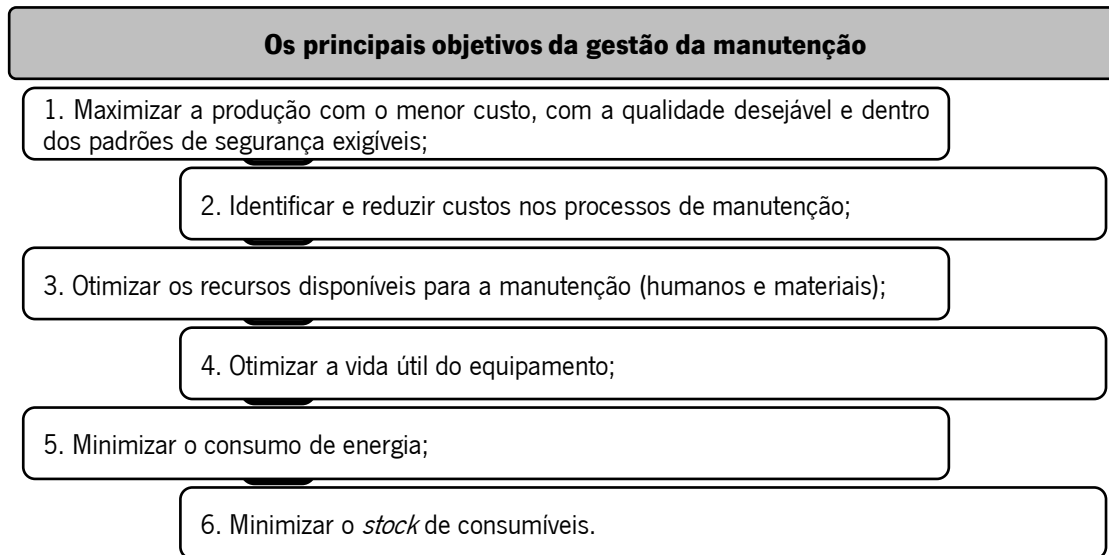 Os principais objetivos da gestão da manutenção
1. Maximizar a produção com o menor custo, com a qualidade desejável e dentro
dos padrões de segurança exigíveis;
2. Identificar e reduzir custos nos processos de manutenção;
3. Otimizar os recursos disponíveis para a manutenção (humanos e materiais);
4. Otimizar a vida útil do equipamento;
5. Minimizar o consumo de energia;
6. Minimizar o stock de consumíveis.